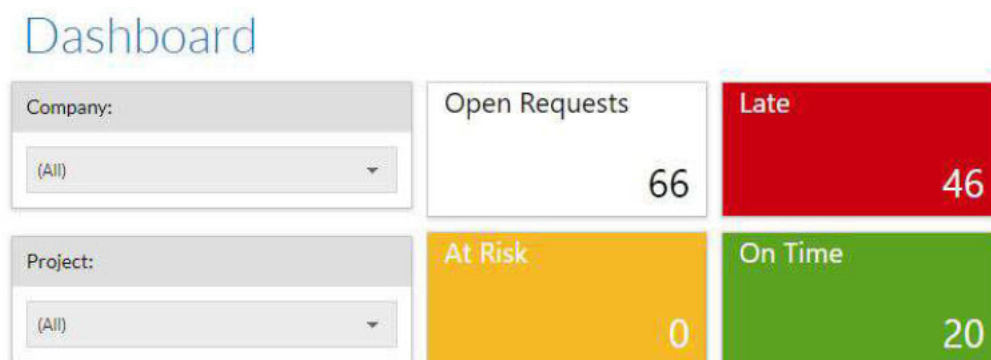 Dashboard
Company:
(All)
Project:
(All)
Open Requests
66
Late
46
At Risk
0
On Time
20